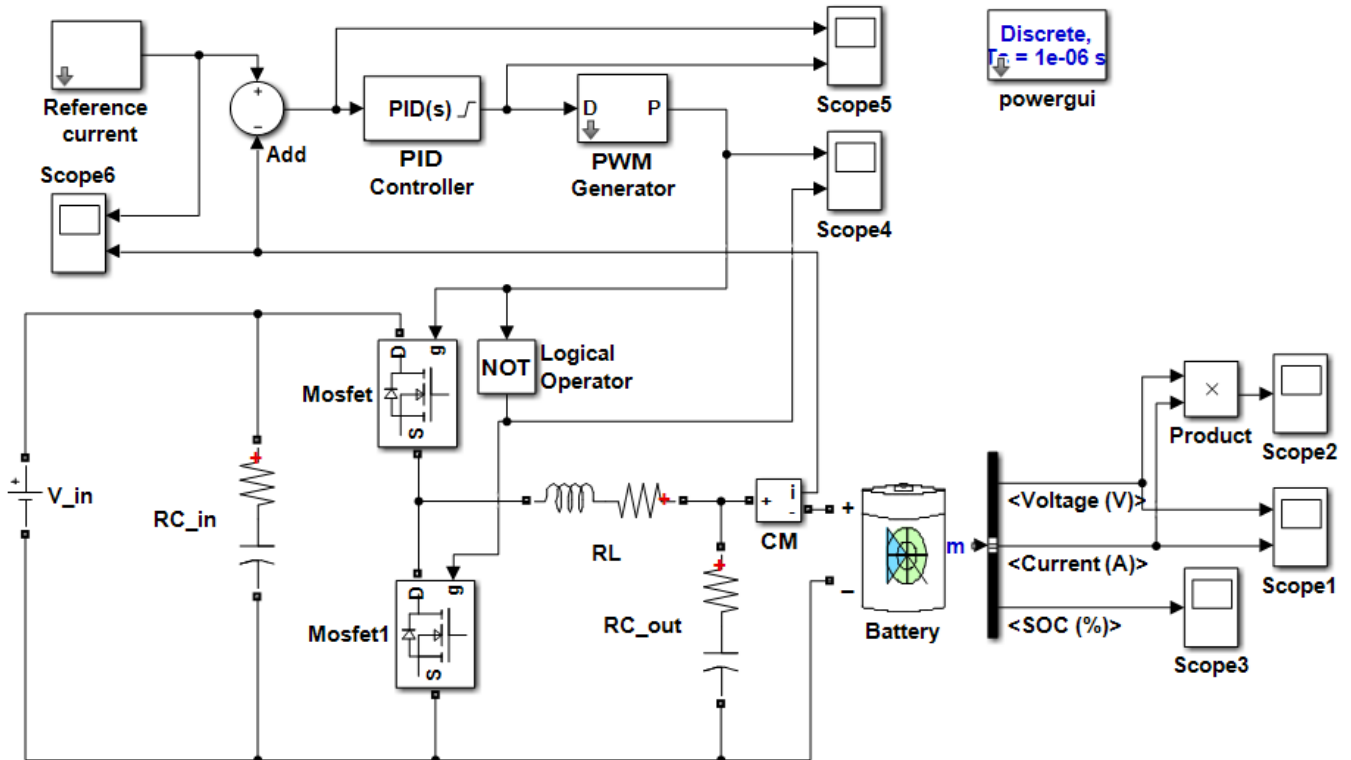 Reference
current
+
−
Add
PID(s)
PID
Controller
D
P
PWM
Generator
Scope5
Discrete,
Ts = 1e-06 s
powergui
Scope6
Scope4
D
g
S
Mosfet
NOT
Logical
Operator
+
V_in
+
RC_in
+
RL
+
i
-
CM
D
g
S
Mosfet1
+
RC_out
+
−
m
Battery
<Voltage (V)>
<Current (A)>
<SOC (%)>
×
Product
Scope2
Scope1
Scope3